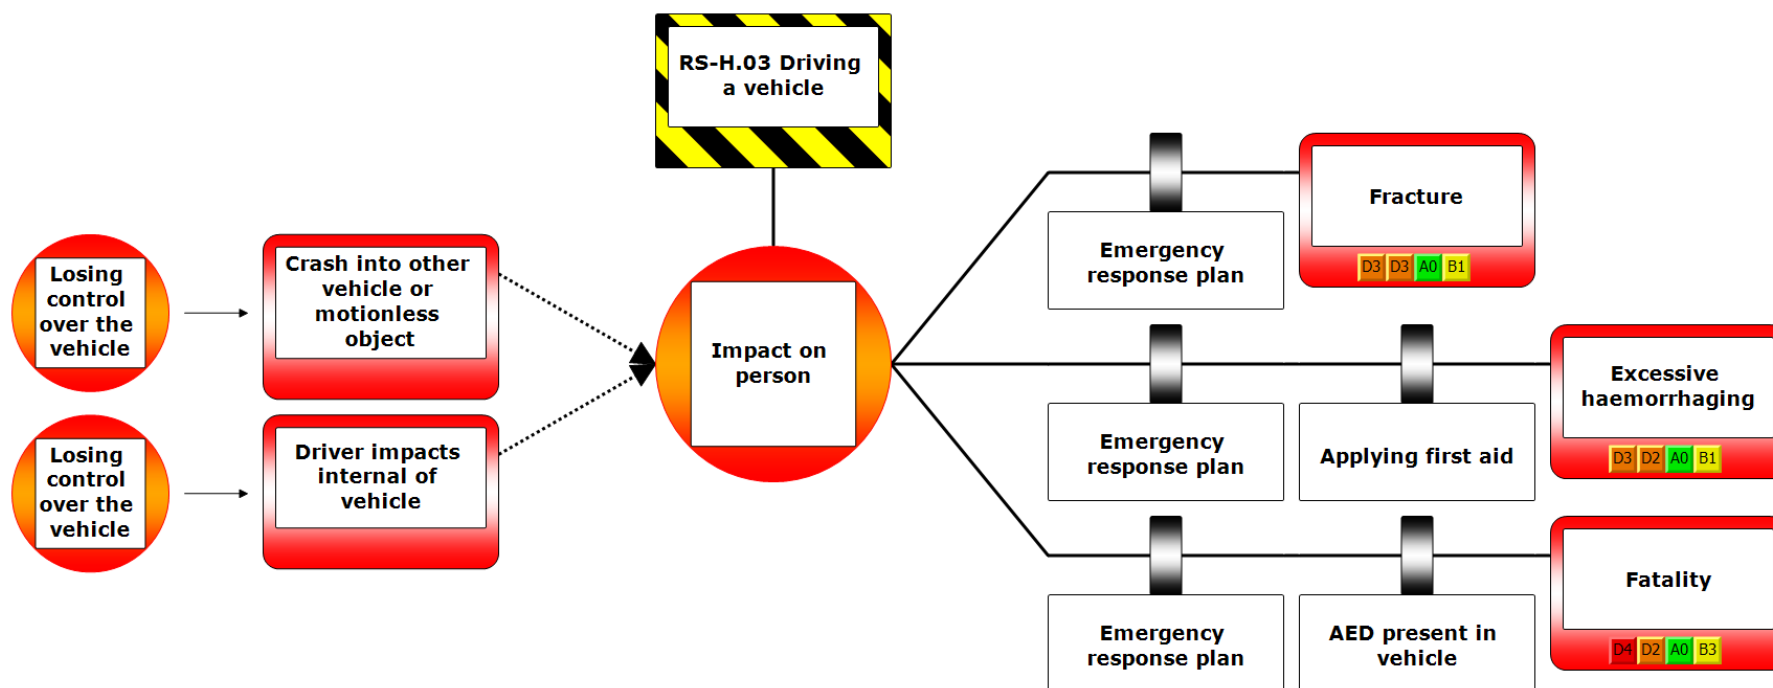 RS-H.03 Driving
a vehicle
Losing
control
over the
vehicle
Crash into other
vehicle or
motionless
object
Losing
control
over the
vehicle
Driver impacts
internal of
vehicle
Impact on
person
Emergency
response plan
Fracture
D3 D3 A0 B1
Emergency
response plan
Applying first aid
Excessive
haemorrhaging
D3 D2 A0 B1
Emergency
response plan
AED present in
vehicle
Fatality
D4 D2 A0 B3